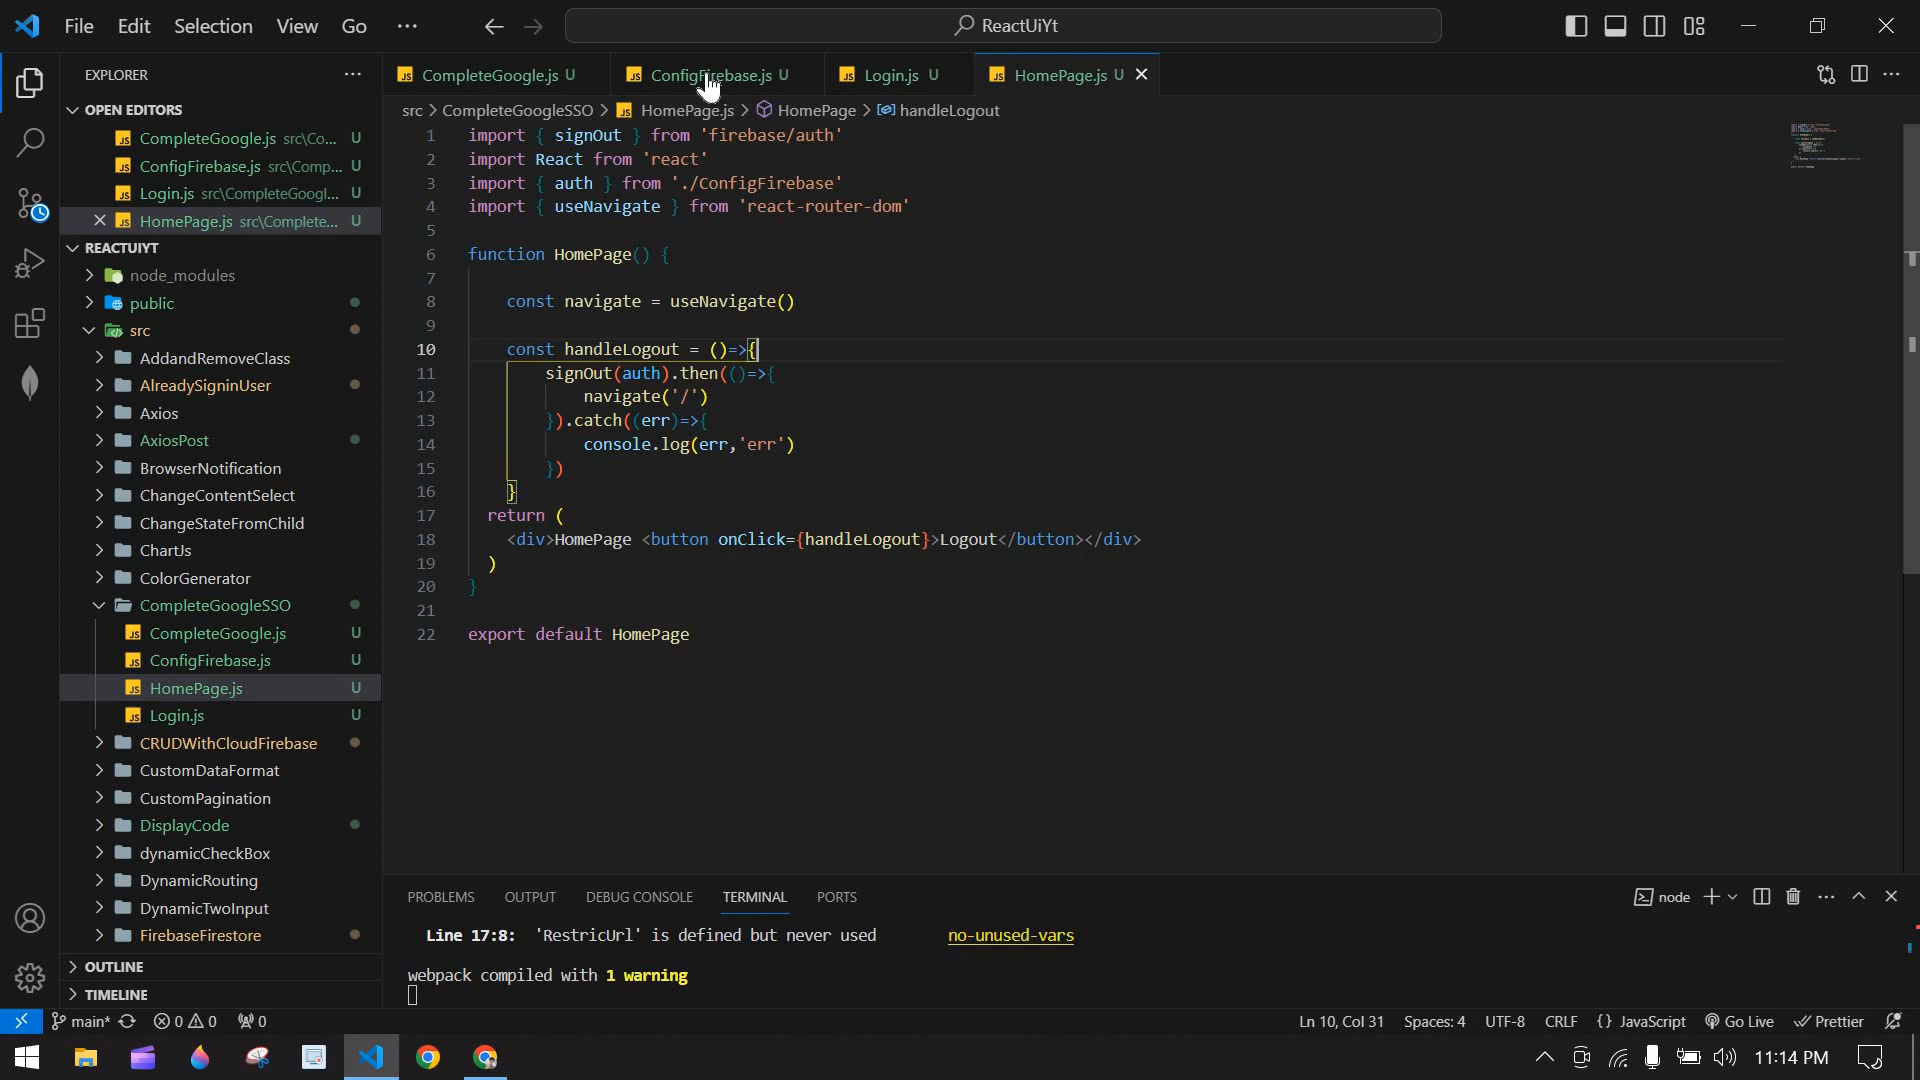 File Edit Selection View Go ··· ReactUiYt
EXPLORER ···
OPEN EDITORS
CompleteGoogle.js src\Co... U
ConfigFirebase.js src\Comp... U
Login.js src\CompleteGoogl... U
HomePage.js src\Complete... U
REACTUIYT
node_modules
public
src
AddandRemoveClass
AlreadySigninUser
Axios
AxiosPost
BrowserNotification
ChangeContentSelect
ChangeStateFromChild
ChartJs
ColorGenerator
CompleteGoogleSSO
CompleteGoogle.js U
ConfigFirebase.js U
HomePage.js U
Login.js U
CRUDWithCloudFirebase
CustomDataFormat
CustomPagination
DisplayCode
dynamicCheckBox
DynamicRouting
DynamicTwoInput
FirebaseFirestore
OUTLINE
TIMELINE
CompleteGoogle.js U ConfigFirebase.js U Login.js U HomePage.js U
src > CompleteGoogleSSO > HomePage.js > HomePage > handleLogout
1 import { signOut } from 'firebase/auth'
2 import React from 'react'
3 import { auth } from './ConfigFirebase'
4 import { useNavigate } from 'react-router-dom'
5
6 function HomePage() {
7
8 const navigate = useNavigate()
9
10 const handleLogout = ()=>{
11 signOut(auth).then(()=>{
12 navigate('/')
13 }).catch((err)=>{
14 console.log(err,'err')
15 })
16 }
17 return (
18 <div>HomePage <button onClick={handleLogout}>Logout</button></div>
19 )
20 }
21
22 export default HomePage
PROBLEMS OUTPUT DEBUG CONSOLE TERMINAL PORTS node
Line 17:8: 'RestricUrl' is defined but never used no-unused-vars
webpack compiled with 1 warning
main* 0 0 0 Ln 10, Col 31 Spaces: 4 UTF-8 CRLF {} JavaScript Go Live Prettier
11:14 PM